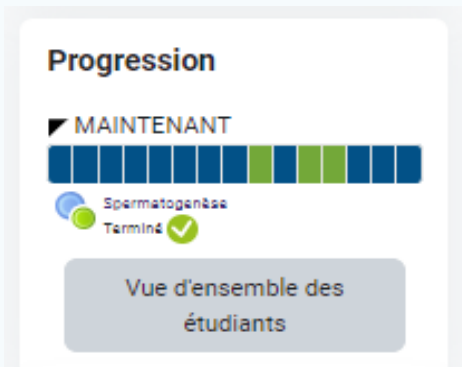 Progression
MAINTENANT
Spermatogenèse
Terminé
Vue d'ensemble des
étudiants